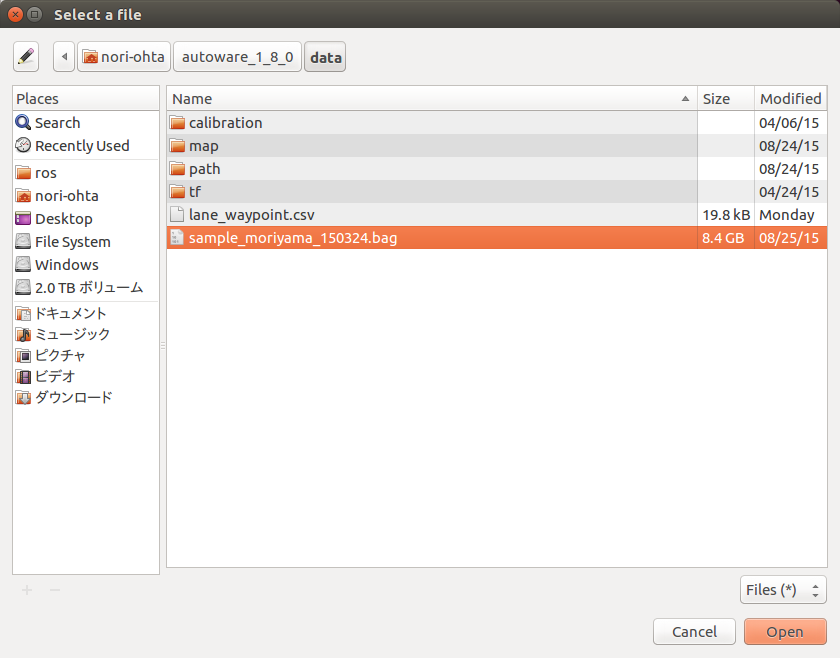 Select a file
nori-ohta autoware_1_8_0 data
Places
Search
Recently Used
ros
nori-ohta
Desktop
File System
Windows
2.0 TB ボリューム
ドキュメント
ミュージック
ピクチャ
ビデオ
ダウンロード
Name Size Modified
calibration 04/06/15
map 08/24/15
path 08/24/15
tf 04/24/15
lane_waypoint.csv 19.8 kB Monday
sample_moriyama_150324.bag 8.4 GB 08/25/15
Files (*)
Cancel Open